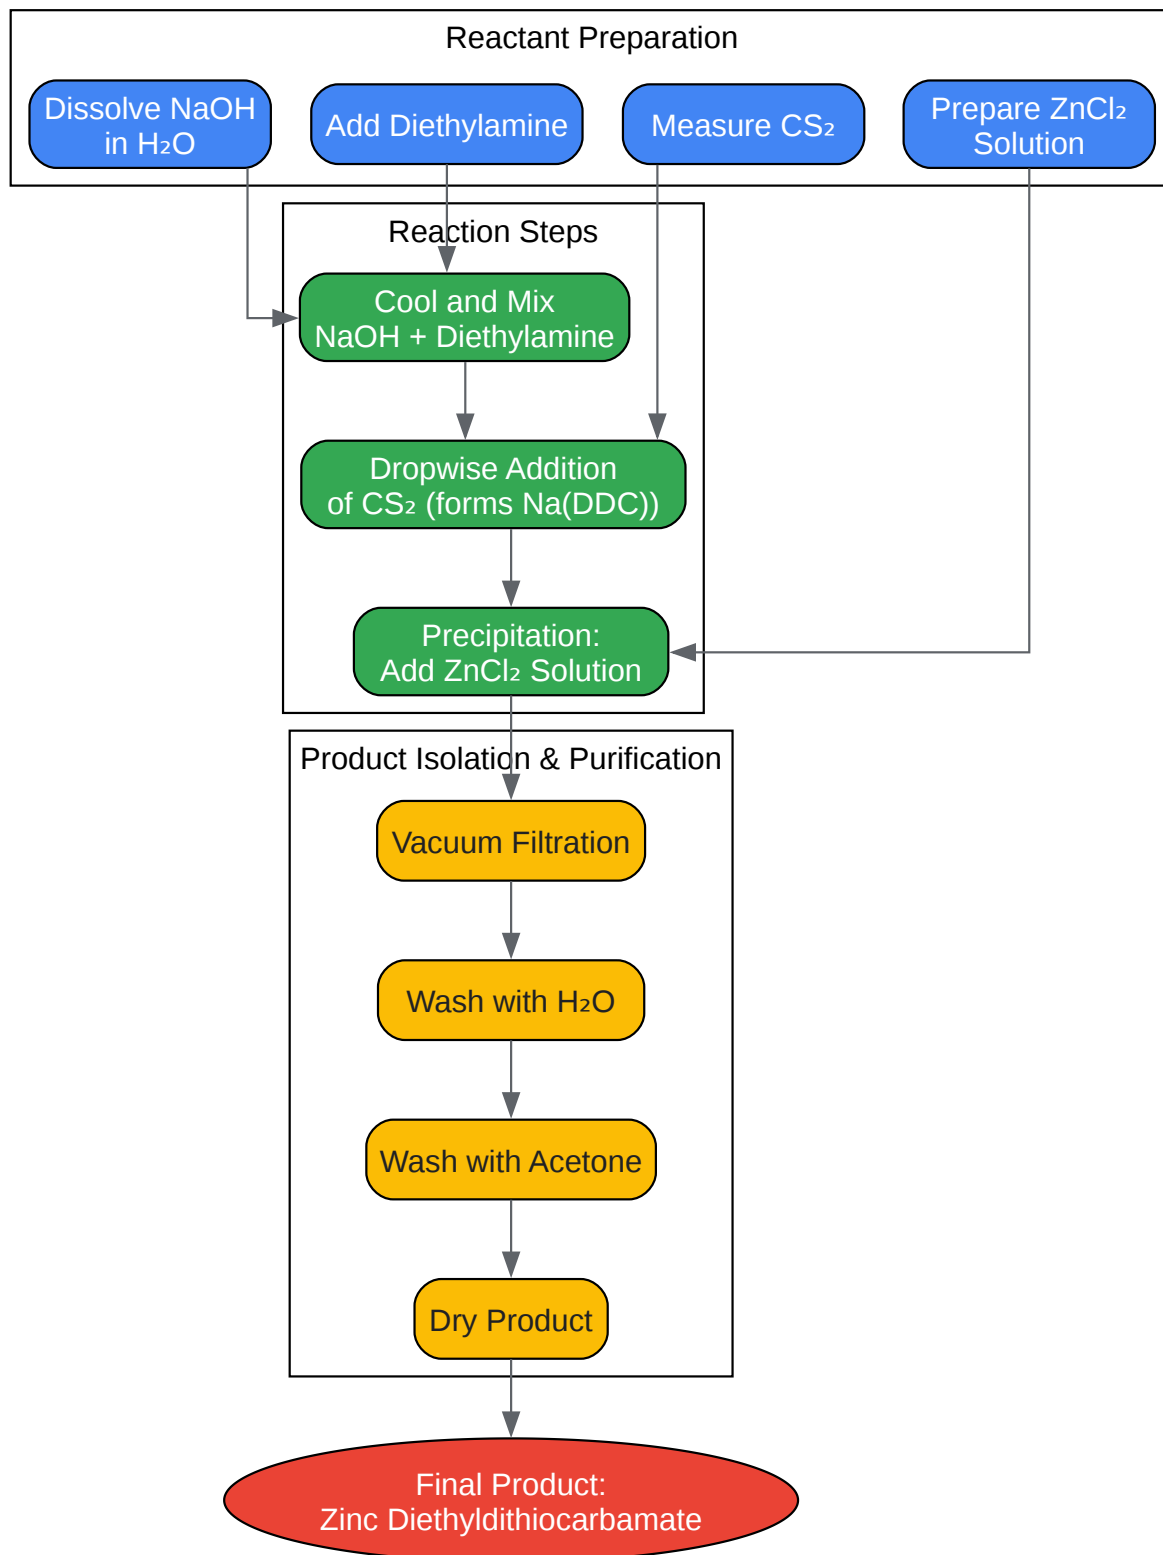 Reactant Preparation
Dissolve NaOH
in H₂O
Add Diethylamine
Measure CS₂
Prepare ZnCl₂
Solution
Reaction Steps
Cool and Mix
NaOH + Diethylamine
Dropwise Addition
of CS₂ (forms Na(DDC))
Precipitation:
Add ZnCl₂ Solution
Product Isolation & Purification
Vacuum Filtration
Wash with H₂O
Wash with Acetone
Dry Product
Final Product:
Zinc Diethyldithiocarbamate